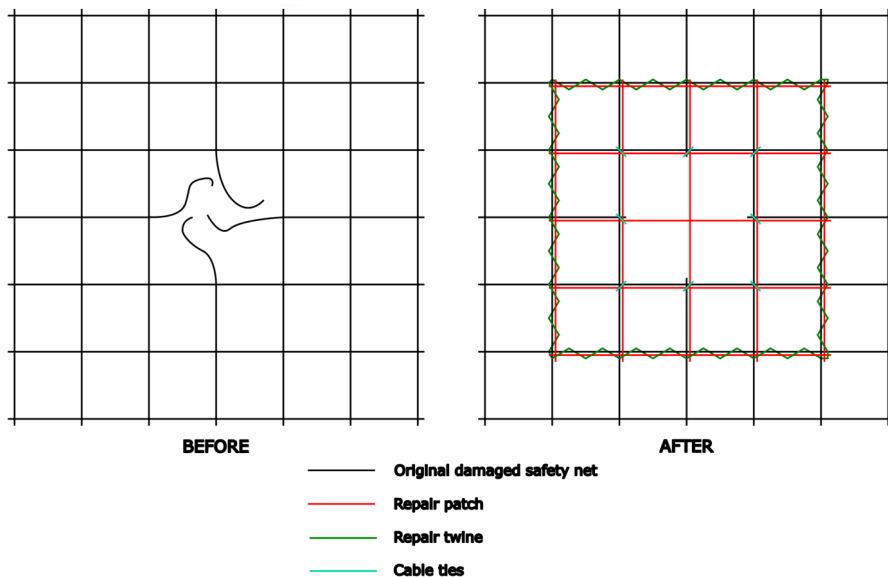 BEFORE
AFTER
Original damaged safety net
Repair patch
Repair twine
Cable ties